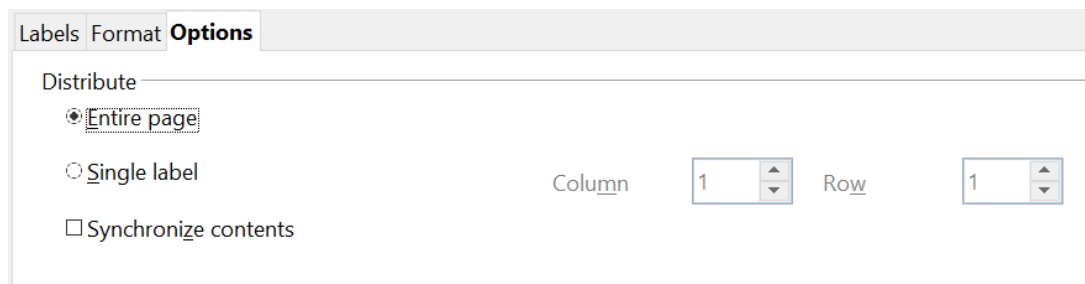 Labels Format Options
Distribute
Entire page
Single label Column 1 Row 1
Synchronize contents